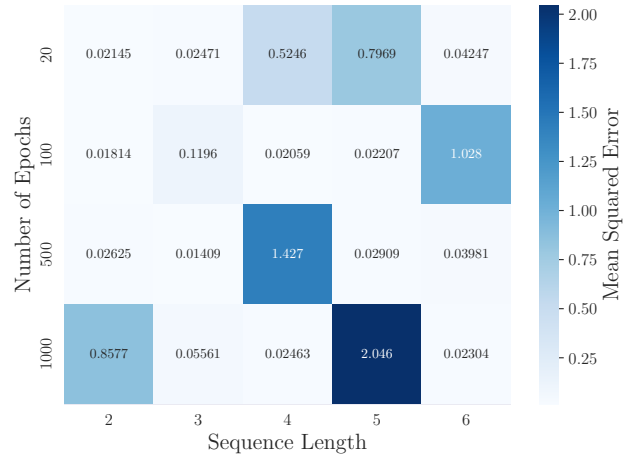 20
0.02145 0.02471 0.5246 0.7969 0.04247
100
0.01814 0.1196 0.02059 0.02207 1.028
500
0.02625 0.01409 1.427 0.02909 0.03981
1000
0.8577 0.05561 0.02463 2.046 0.02304
Number of Epochs
2 3 4 5 6
Sequence Length
2.00
1.75
1.50
1.25
1.00
0.75
0.50
0.25
Mean Squared Error